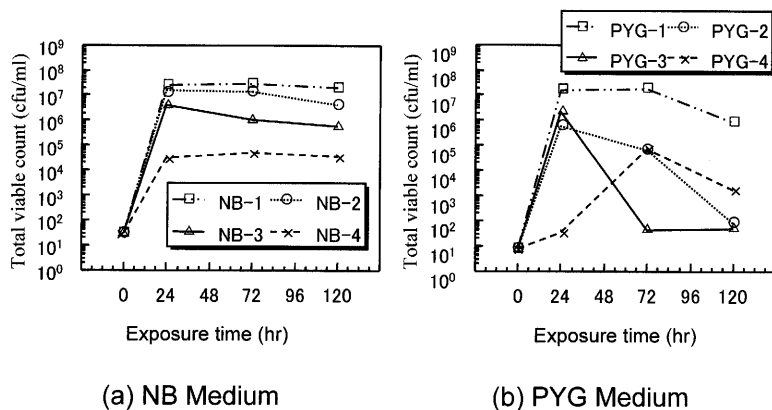 PYG-1 PYG-2
PYG-3 PYG-4
Total viable count (cfu/ml)
10⁹
10⁸
10⁷
10⁶
10⁵
10⁴
10³
10²
10¹
10⁰
NB-1 NB-2
NB-3 NB-4
0 24 48 72 96 120
Exposure time (hr)
(a) NB Medium
Total viable count (cfu/ml)
10⁹
10⁸
10⁷
10⁶
10⁵
10⁴
10³
10²
10¹
10⁰
0 24 48 72 96 120
Exposure time (hr)
(b) PYG Medium